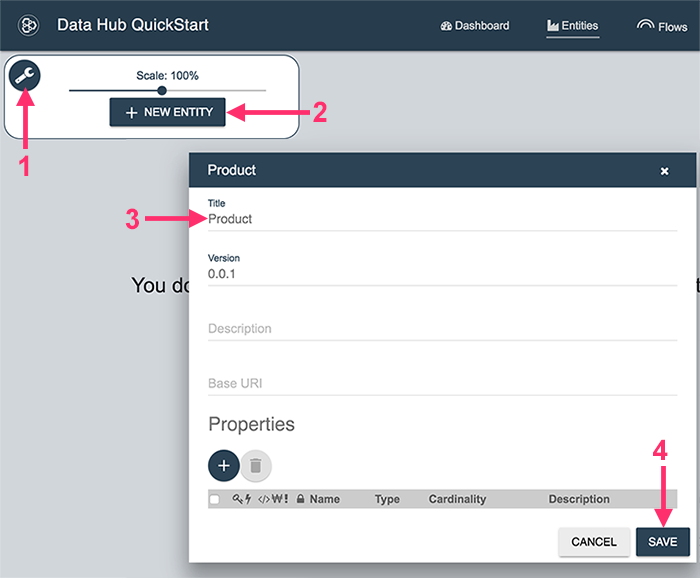 Data Hub QuickStart
Dashboard
Entities
Flows
Scale: 100%
+ NEW ENTITY
2
1
Product
Title
3
Product
Version
0.0.1
You do
Description
Base URI
Properties
4
Name Type Cardinality Description
CANCEL
SAVE